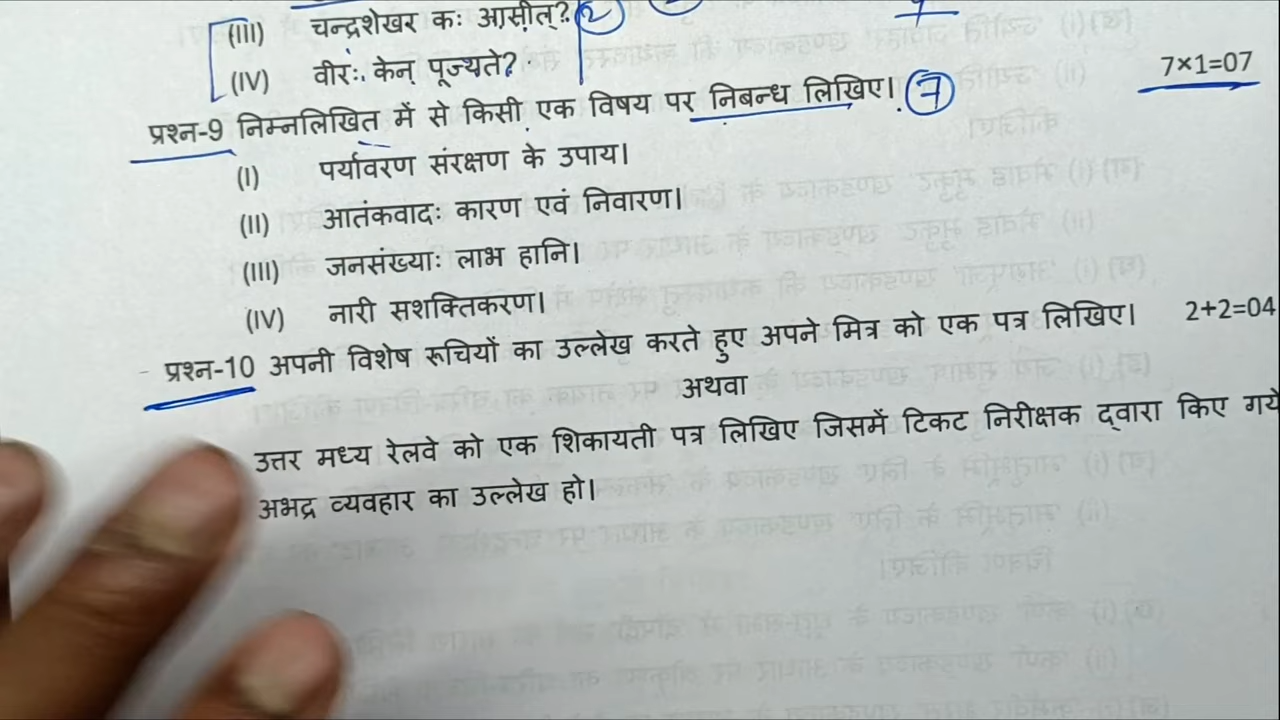 (III) चन्द्रशेखर कः आसीत्? 2
(IV) वीरः केन पूज्यते?
प्रश्न-9 निम्नलिखित में से किसी एक विषय पर निबन्ध लिखिए। 7 7×1=07
(I) पर्यावरण संरक्षण के उपाय।
(II) आतंकवादः कारण एवं निवारण।
(III) जनसंख्याः लाभ हानि।
(IV) नारी सशक्तिकरण।
प्रश्न-10 अपनी विशेष रूचियों का उल्लेख करते हुए अपने मित्र को एक पत्र लिखिए। 2+2=04
अथवा
उत्तर मध्य रेलवे को एक शिकायती पत्र लिखिए जिसमें टिकट निरीक्षक द्वारा किए गये
अभद्र व्यवहार का उल्लेख हो।